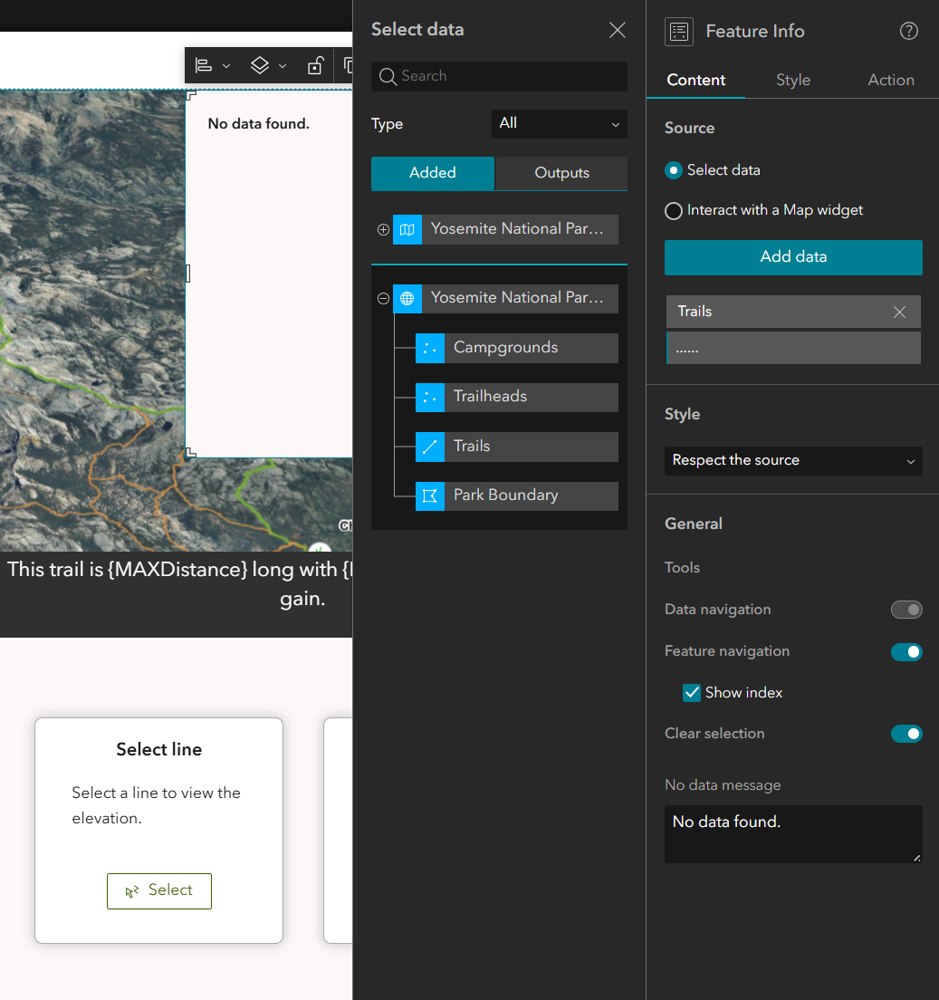 No data found.
This trail is {MAXDistance} long with {
gain.
Select line
Select a line to view the
elevation.
Select
Select data
Search
Type
All
Added
Outputs
Yosemite National Par...
Yosemite National Par...
Campgrounds
Trailheads
Trails
Park Boundary
Feature Info
Content
Style
Action
Source
Select data
Interact with a Map widget
Add data
Trails
......
Style
Respect the source
General
Tools
Data navigation
Feature navigation
Show index
Clear selection
No data message
No data found.